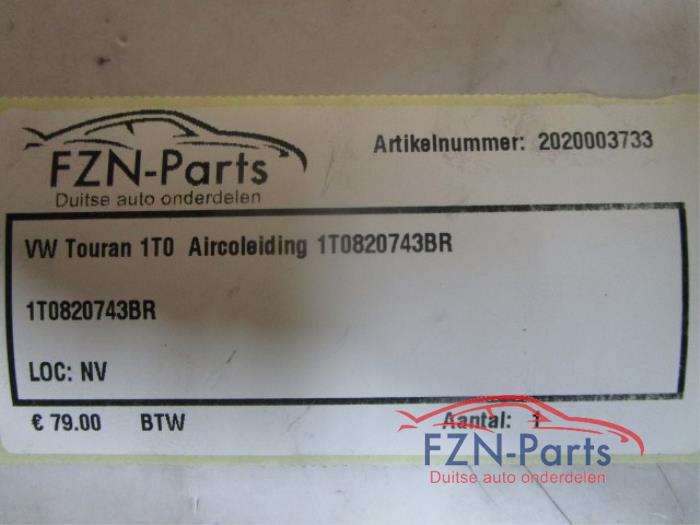 FZN-Parts
Duitse auto onderdelen
Artikelnummer: 2020003733
VW Touran 1T0 Aircoleiding 1T0820743BR
1T0820743BR
LOC: NV
€ 79.00 BTW Aantal: 1
FZN-Parts
Duitse auto onderdelen